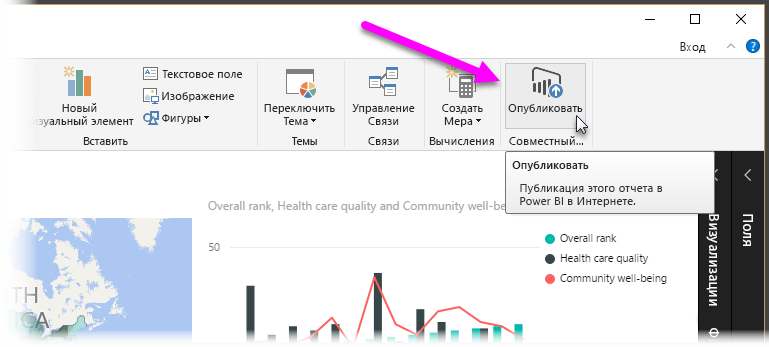 Вход
?
Новый
изуальный элемент
Текстовое поле
Изображение
Фигуры
Вставить
Переключить
Тема
Темы
Управление
Связи
Связи
Создать
Мера
Вычисления
Опубликовать
Совместный...
Опубликовать
Публикация этого отчета в
Power BI в Интернете.
Overall rank, Health care quality and Community well-be
50
Overall rank
Health care quality
Community well-being
TH
ICA
Визуализации
Ф
Поля